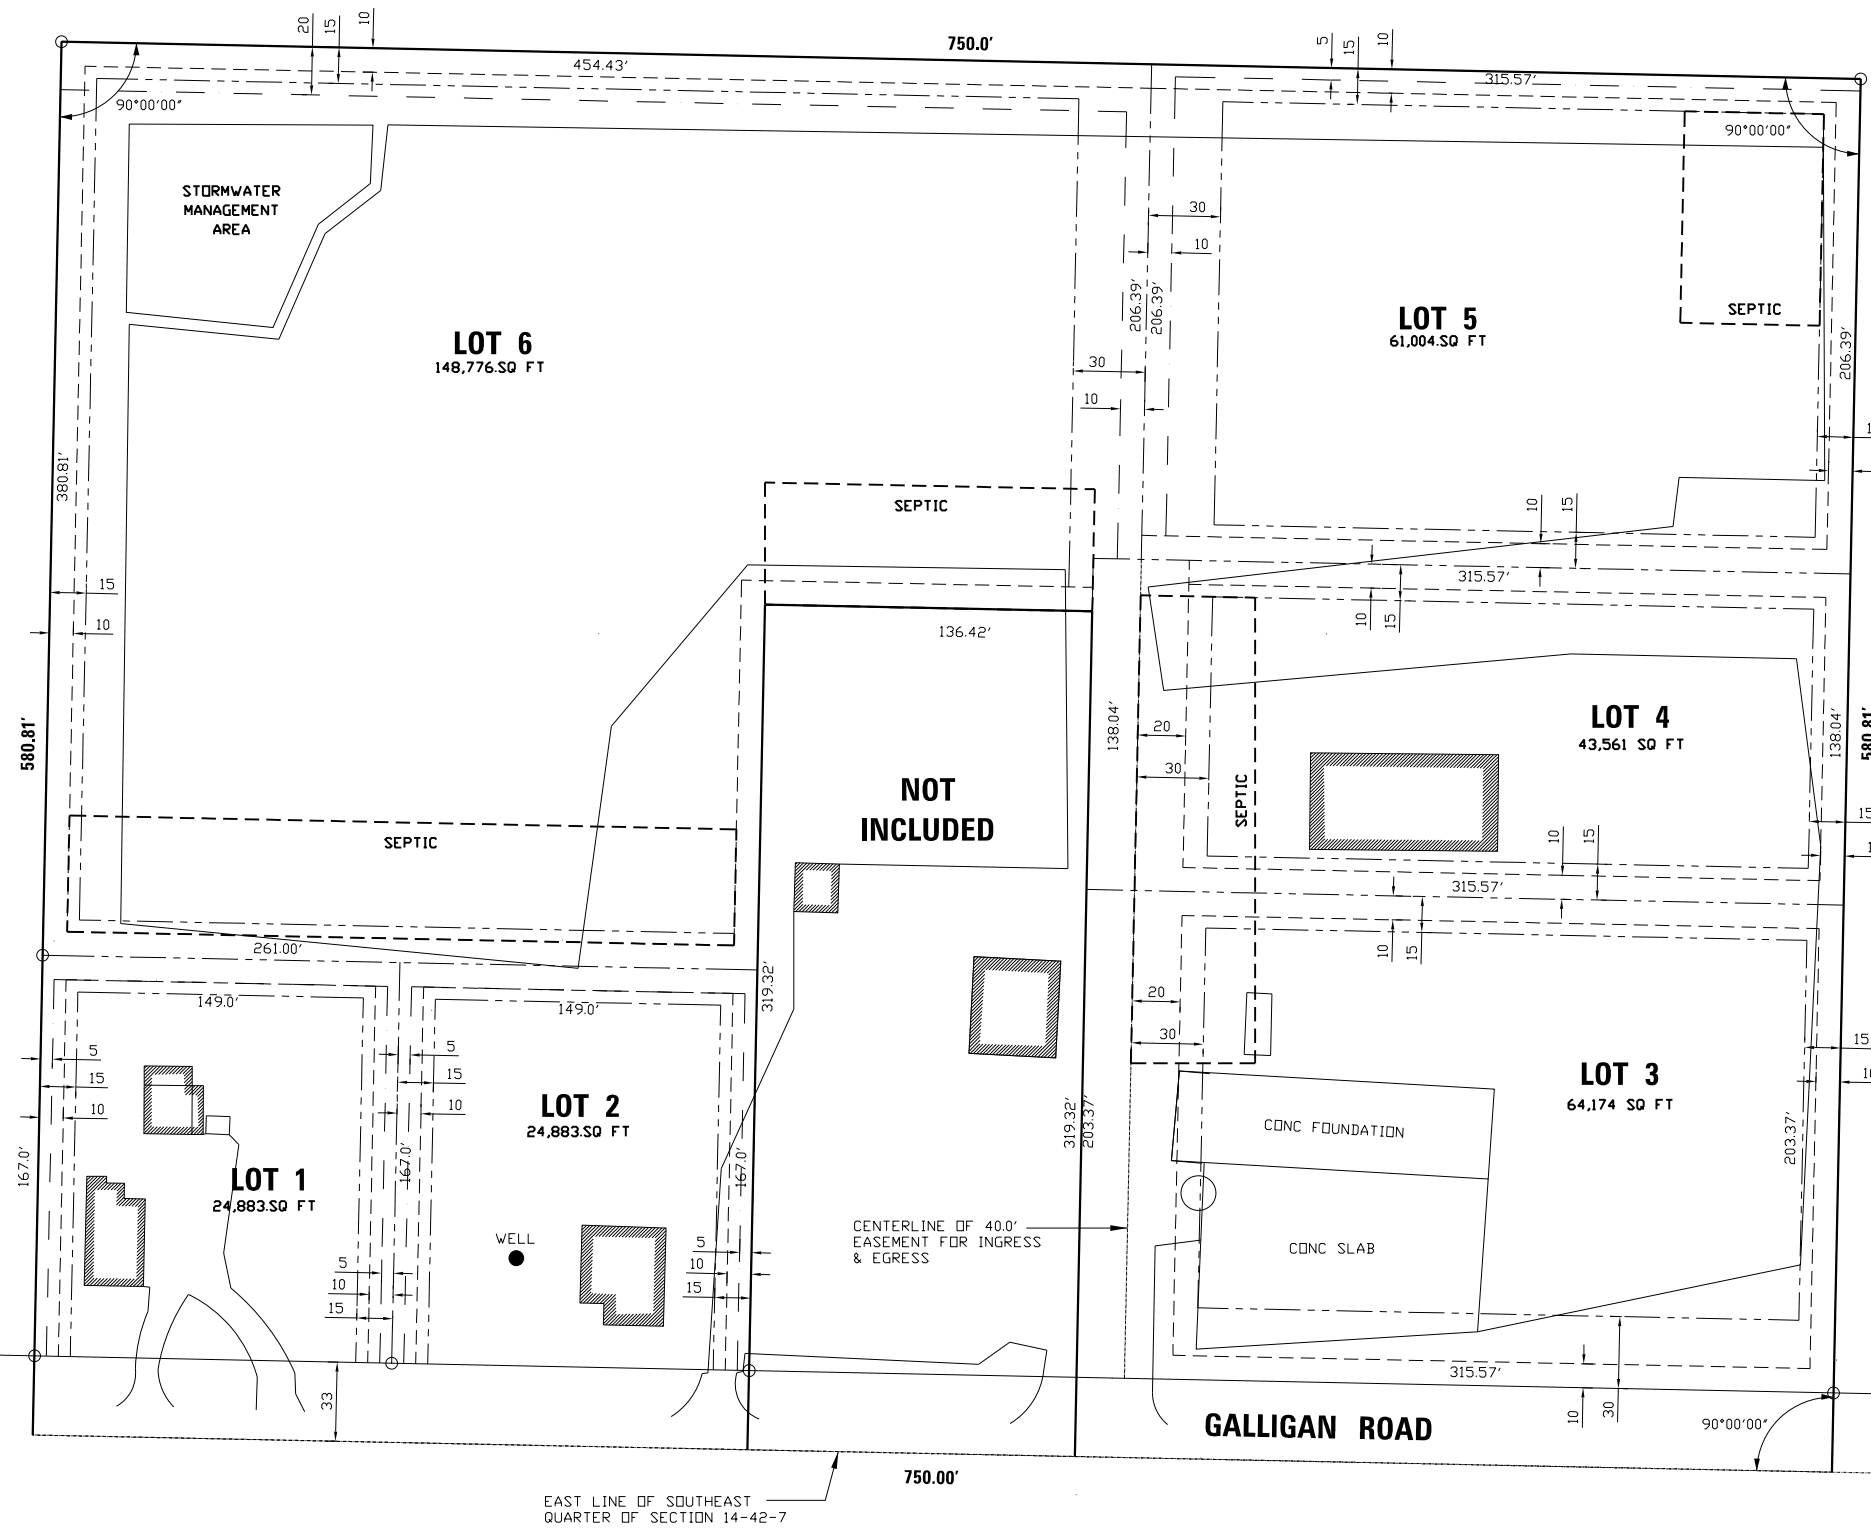 20
15
10
750.0'
5
15
10
454.43'
315.57'
90°00'00"
90°00'00"
STORMWATER
MANAGEMENT
AREA
30
10
206.39'
206.39'
LOT 6
148,776.SQ FT
LOT 5
61,004.SQ FT
SEPTIC
206.39'
30
10
380.81'
SEPTIC
10
15
15
10
315.57'
10
15
136.42'
580.81'
138.04'
20
30
SEPTIC
LOT 4
43,561 SQ FT
138.04'
580.81'
NOT
INCLUDED
SEPTIC
10
15
15
315.57'
10
15
261.00'
319.32'
149.0'
149.0'
20
30
5
15
10
5
15
10
15
10
LOT 2
24,883.SQ FT
LOT 3
64,174 SQ FT
319.32'
203.37'
203.37'
CONC FOUNDATION
167.0'
LOT 1
24,883.SQ FT
167.0'
167.0'
WELL
CENTERLINE OF 40.0'
EASEMENT FOR INGRESS
& EGRESS
CONC SLAB
5
10
15
5
10
15
33
315.57'
10
30
GALLIGAN ROAD
90°00'00"
750.00'
EAST LINE OF SOUTHEAST
QUARTER OF SECTION 14-42-7